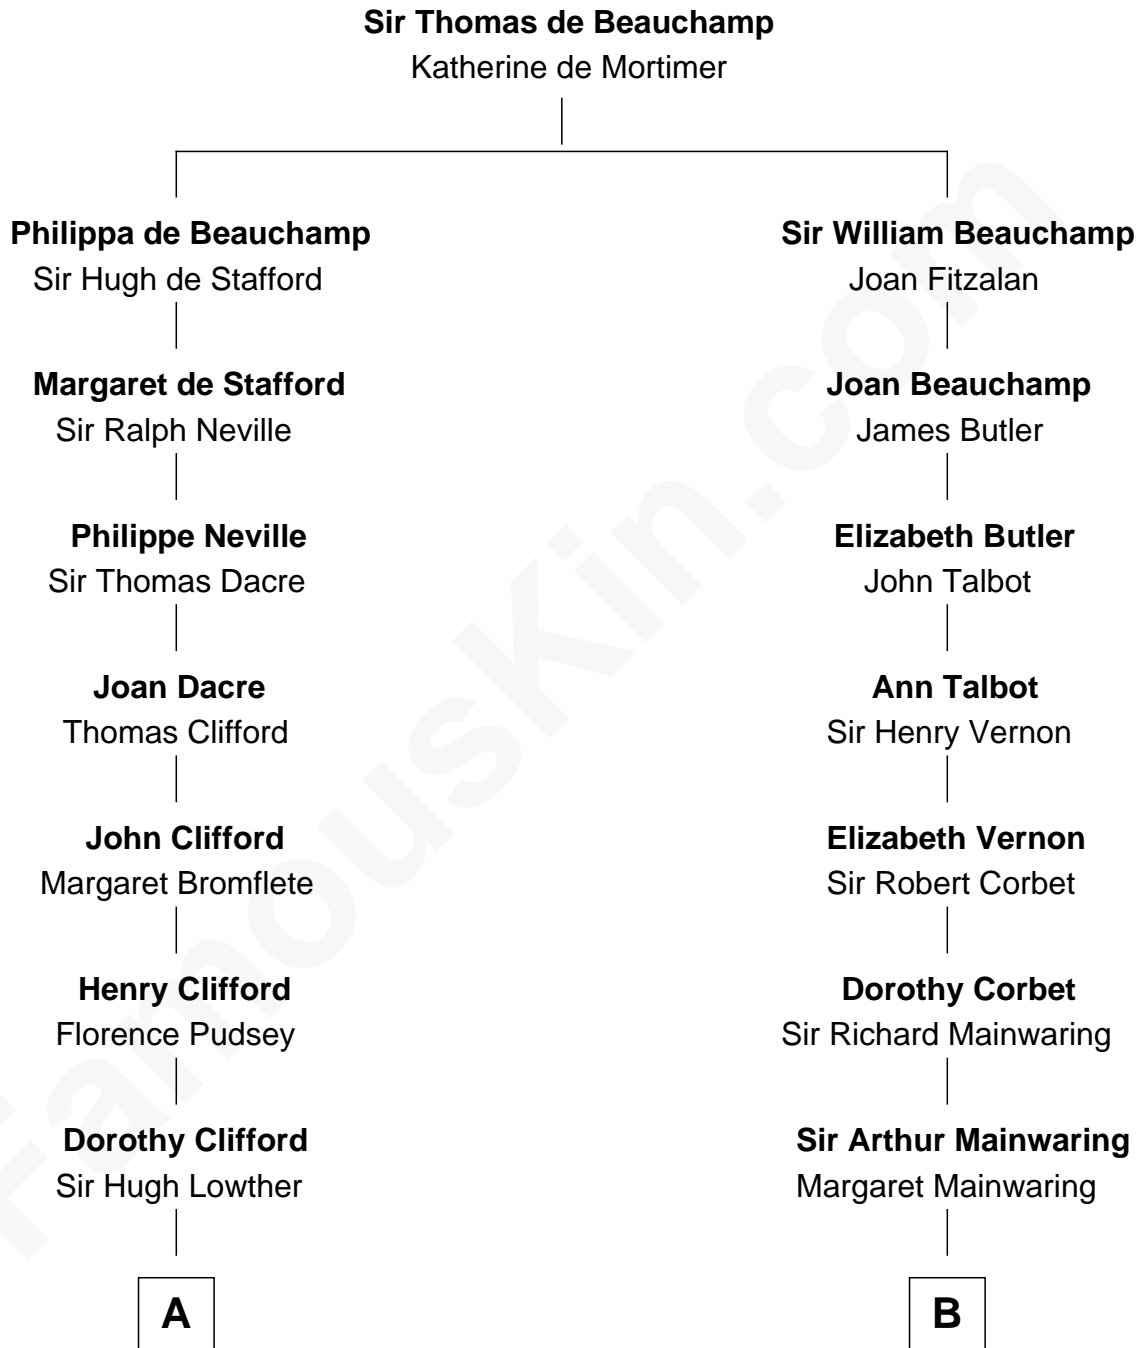 Sir Thomas de Beauchamp
Katherine de Mortimer
Philippa de Beauchamp
Sir Hugh de Stafford
Sir William Beauchamp
Joan Fitzalan
Margaret de Stafford
Sir Ralph Neville
Joan Beauchamp
James Butler
Philippe Neville
Sir Thomas Dacre
Elizabeth Butler
John Talbot
Joan Dacre
Thomas Clifford
Ann Talbot
Sir Henry Vernon
John Clifford
Margaret Bromflete
Elizabeth Vernon
Sir Robert Corbet
Henry Clifford
Florence Pudsey
Dorothy Corbet
Sir Richard Mainwaring
Dorothy Clifford
Sir Hugh Lowther
Sir Arthur Mainwaring
Margaret Mainwaring
A
B
FamousKin.com